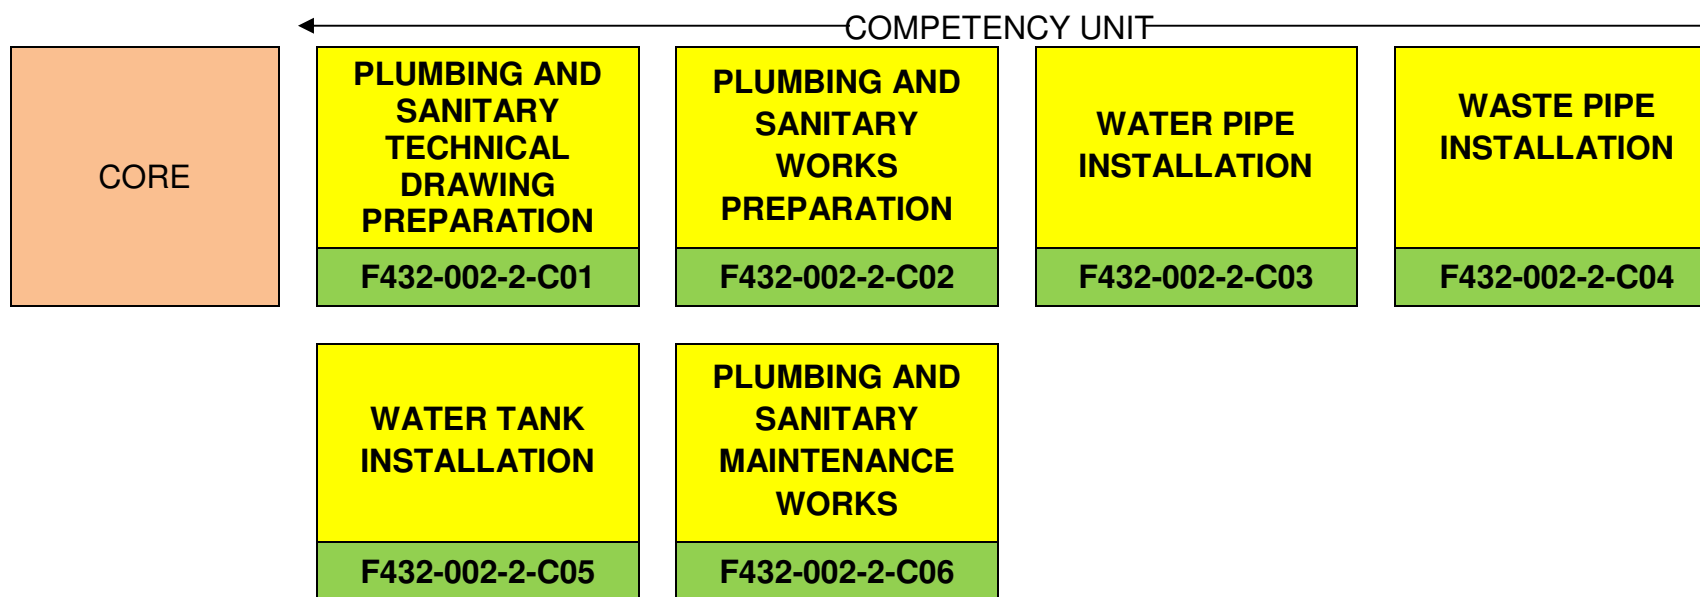 COMPETENCY UNIT
CORE
PLUMBING AND
SANITARY
TECHNICAL
DRAWING
PREPARATION
F432-002-2-C01
PLUMBING AND
SANITARY
WORKS
PREPARATION
F432-002-2-C02
WATER PIPE
INSTALLATION
F432-002-2-C03
WASTE PIPE
INSTALLATION
F432-002-2-C04
WATER TANK
INSTALLATION
F432-002-2-C05
PLUMBING AND
SANITARY
MAINTENANCE
WORKS
F432-002-2-C06